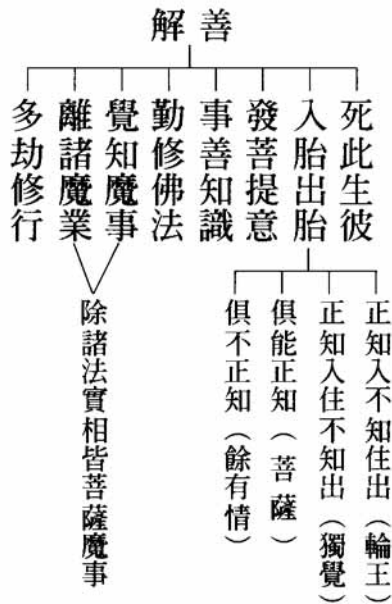 善解
死此生彼
入胎出胎
發菩提意
事善知識
勤修佛法
覺知魔事
離諸魔業
多劫修行
正知入不知住出（輪王）
正知入住不知出（獨覺）
俱能正知（菩薩）
俱不正知（餘有情）
除諸法實相皆菩薩魔事